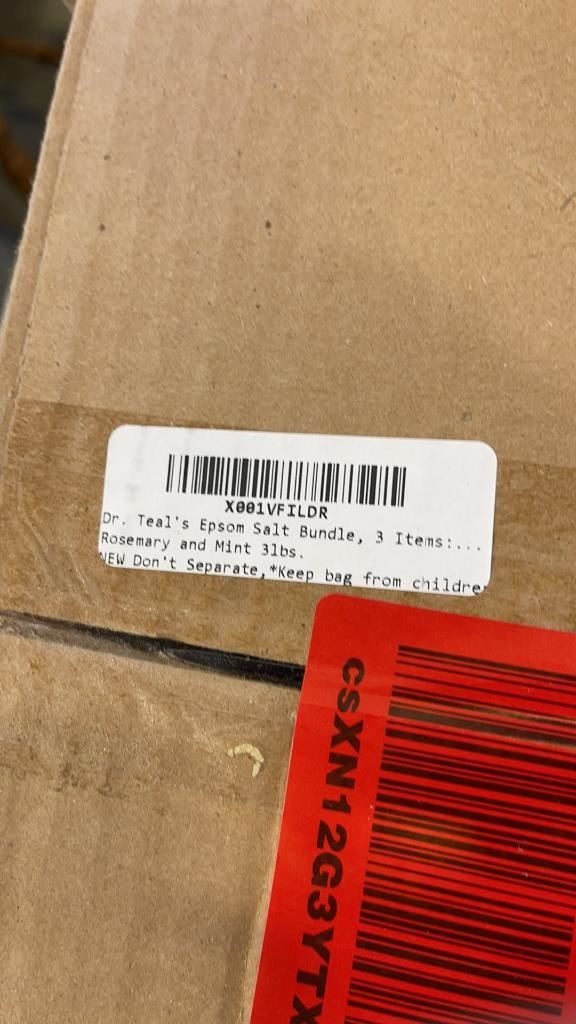 X001VFILDR
Dr. Teal's Epsom Salt Bundle, 3 Items:...
Rosemary and Mint 3lbs.
NEW Don't Separate,*Keep bag from childre
csXN12G3YTX